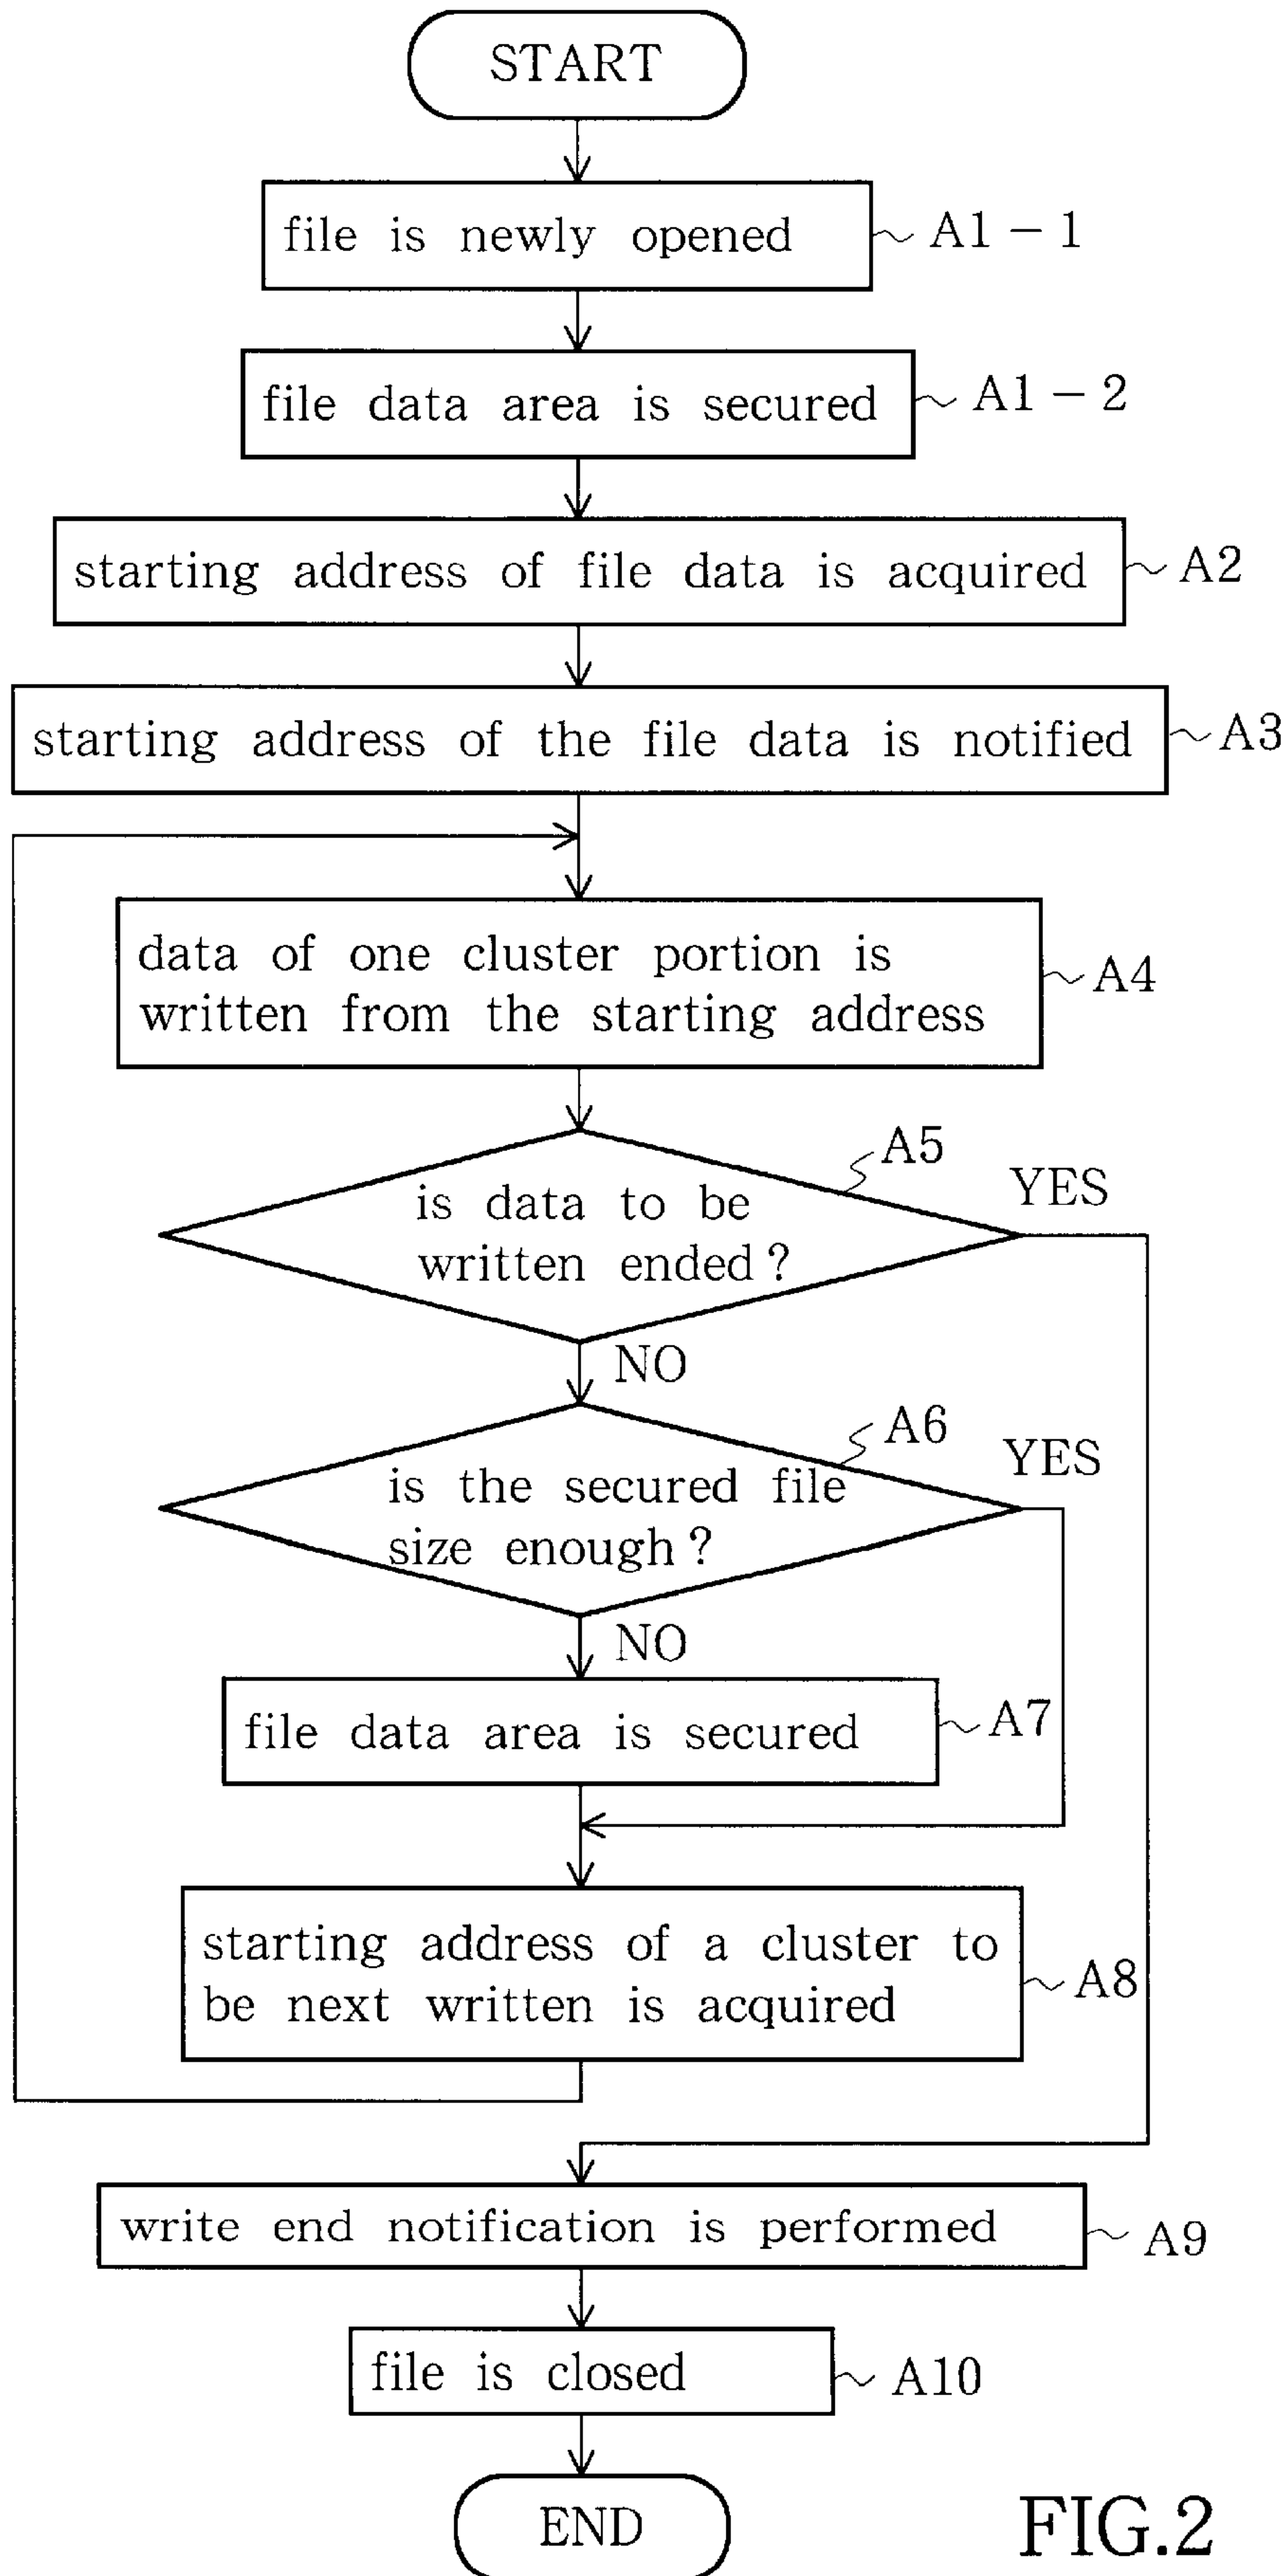 START
file is newly opened
A1-1
file data area is secured
A1-2
starting address of file data is acquired
A2
starting address of the file data is notified
A3
data of one cluster portion is
written from the starting address
A4
A5
YES
is data to be
written ended?
NO
A6
YES
is the secured file
size enough?
NO
file data area is secured
A7
starting address of a cluster to
be next written is acquired
A8
write end notification is performed
A9
file is closed
A10
END
FIG.2